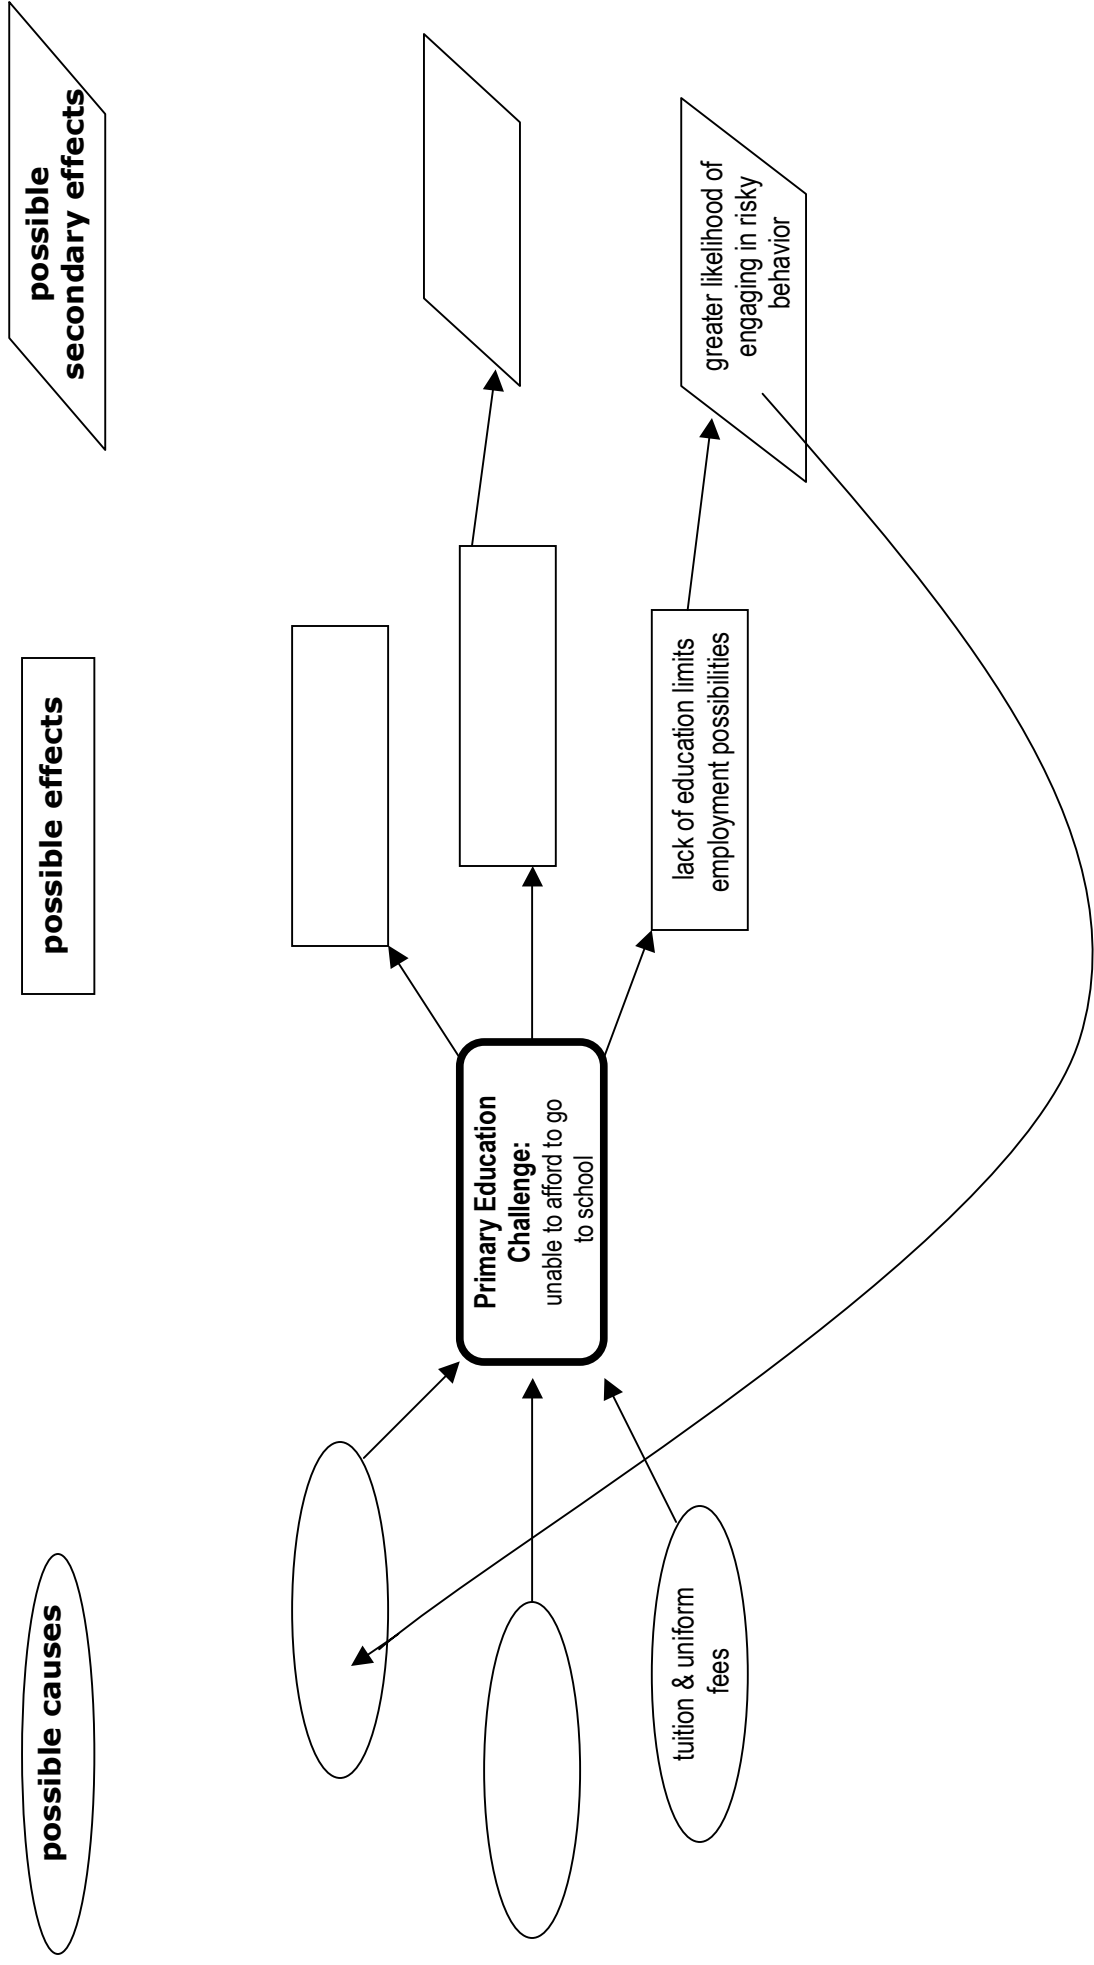 possible causes
possible effects
possible
secondary effects
Primary Education
Challenge:
unable to afford to go
to school
tuition & uniform
fees
lack of education limits
employment possibilities
greater likelihood of
engaging in risky
behavior